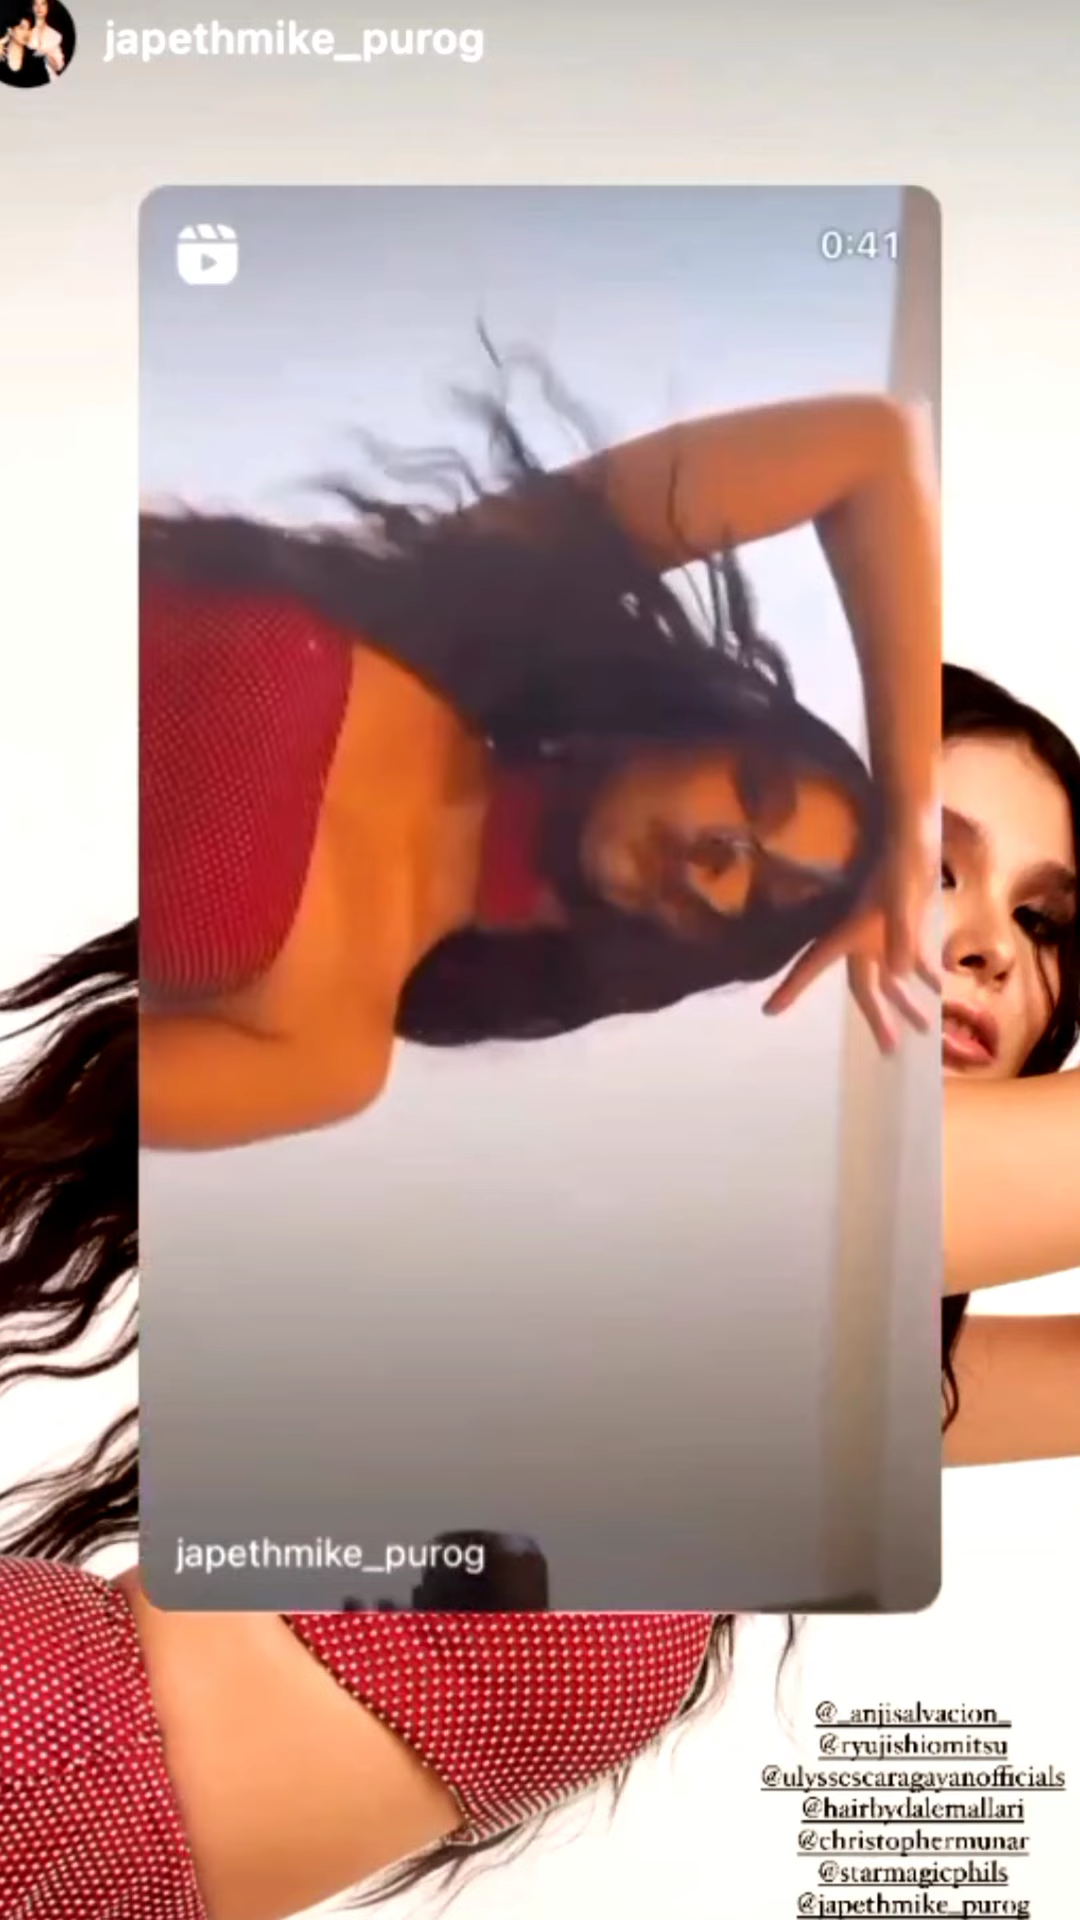 japethmike_purog
0:41
japethmike_purog
@_anjisalvacion_
@ryujishiomitsu
@ulyssescaragayanofficials
@hairbydalemallari
@christophermunar
@starmagicphils
@japethmike_purog